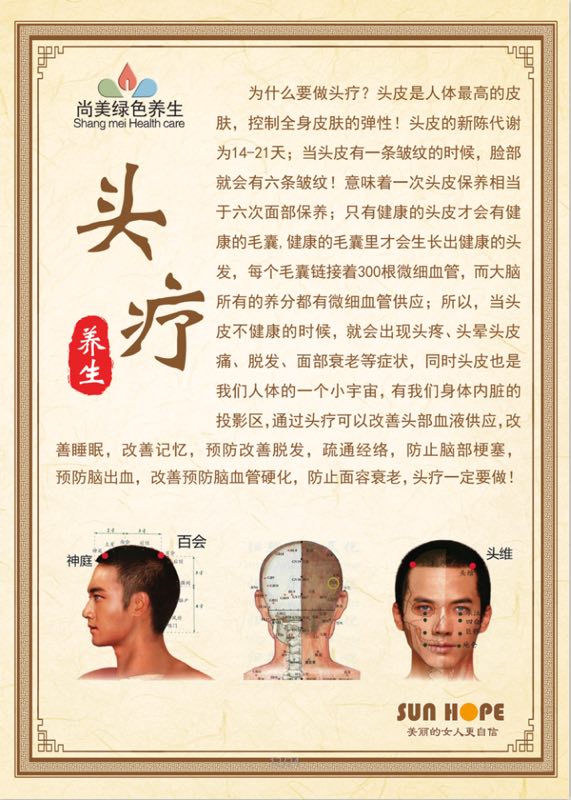 尚美绿色养生
Shang mei Health care
头疗
养生
为什么要做头疗？头皮是人体最高的皮
肤，控制全身皮肤的弹性！头皮的新陈代谢
为14-21天；当头皮有一条皱纹的时候，脸部
就会有六条皱纹！意味着一次头皮保养相当
于六次面部保养；只有健康的头皮才会有健
康的毛囊,健康的毛囊里才会生长出健康的头
发，每个毛囊链接着300根微细血管，而大脑
所有的养分都有微细血管供应；所以，当头
皮不健康的时候，就会出现头疼、头晕头皮
痛、脱发、面部衰老等症状，同时头皮也是
我们人体的一个小宇宙，有我们身体内脏的
投影区,通过头疗可以改善头部血液供应,改
善睡眠，改善记忆，预防改善脱发，疏通经络，防止脑部梗塞，
预防脑出血，改善预防脑血管硬化，防止面容衰老,头疗一定要做！
神庭
百会
头维
SUN HOPE
美丽的女人更自信